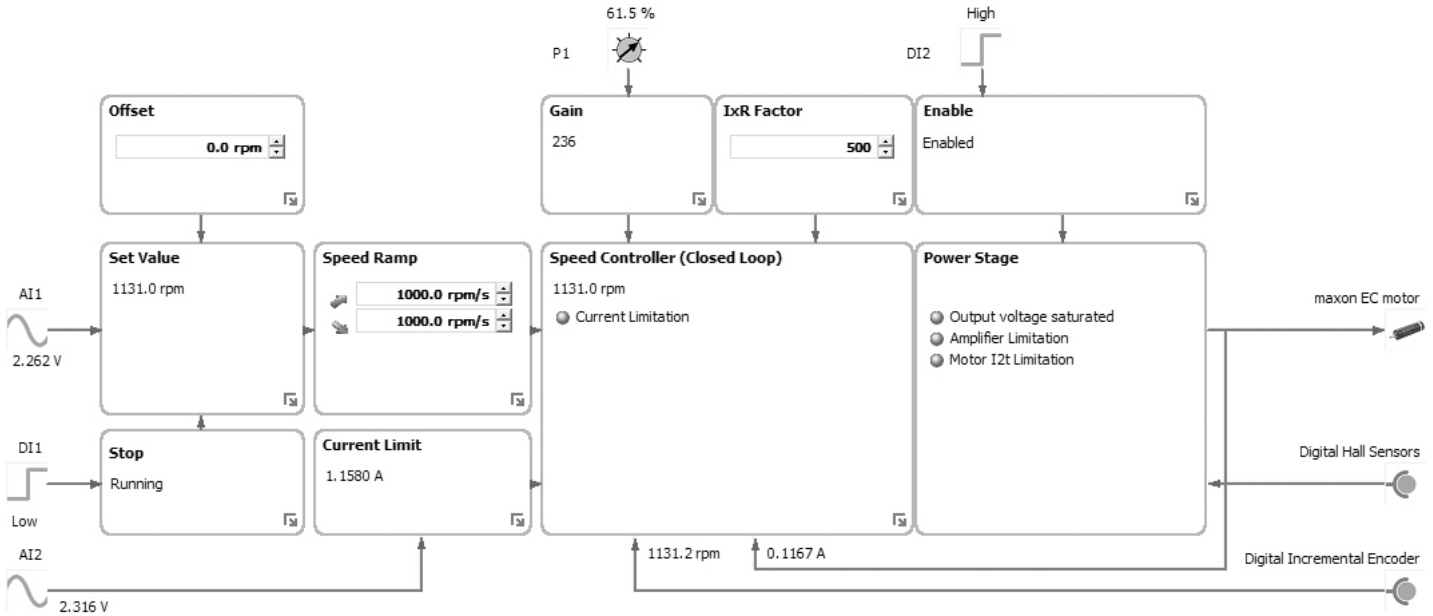 61.5 %
High
P1
DI2
Offset
0.0 rpm
Gain
236
IxR Factor
500
Enable
Enabled
AI1
2.262 V
Set Value
1131.0 rpm
Speed Ramp
1000.0 rpm/s
1000.0 rpm/s
Speed Controller (Closed Loop)
1131.0 rpm
Current Limitation
Power Stage
Output voltage saturated
Amplifier Limitation
Motor I2t Limitation
maxon EC motor
DI1
Low
Stop
Running
Current Limit
1.1580 A
Digital Hall Sensors
AI2
2.316 V
1131.2 rpm
0.1167 A
Digital Incremental Encoder